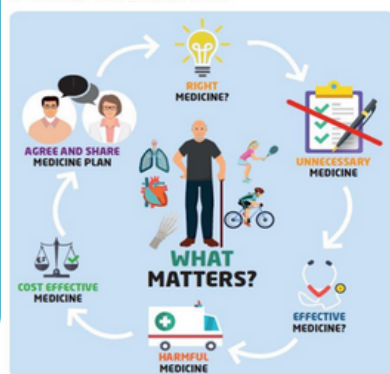 RIGHT
MEDICINE?
UNNECESSARY
MEDICINE
EFFECTIVE
MEDICINE?
HARMFUL
MEDICINE
COST EFFECTIVE
MEDICINE
AGREE AND SHARE
MEDICINE PLAN
WHAT
MATTERS?